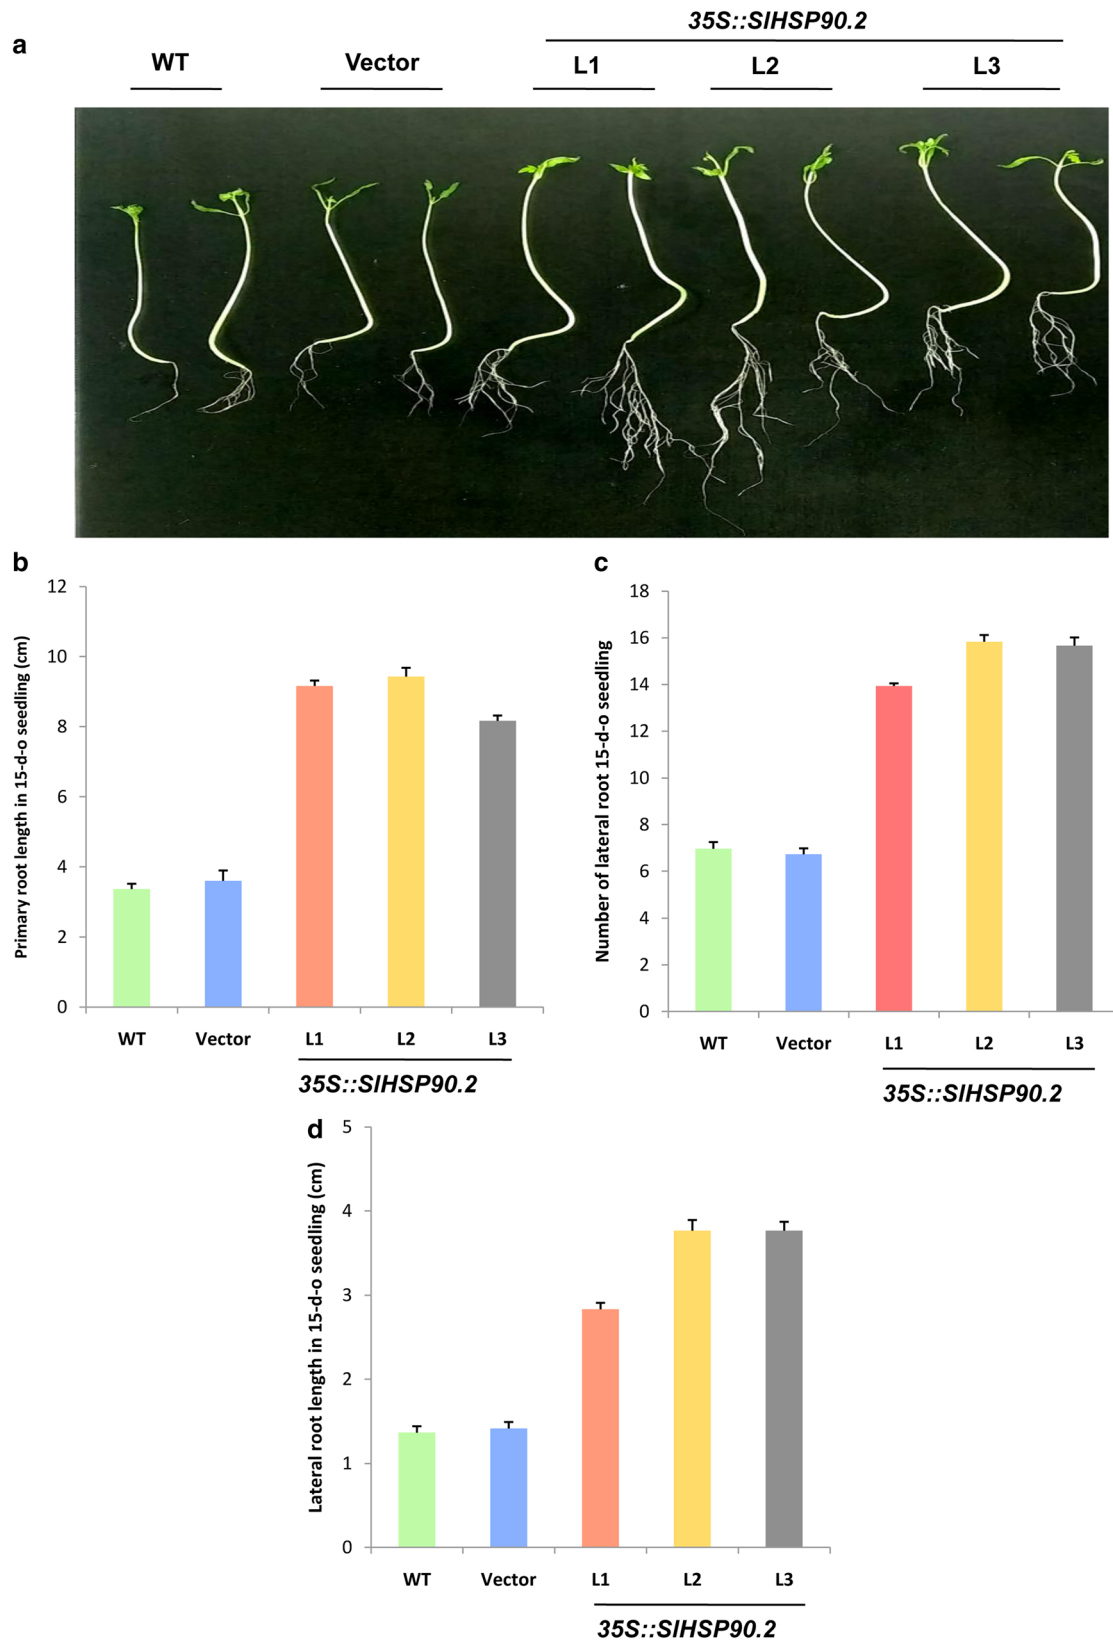 a
35S::SlHSP90.2
WT Vector L1 L2 L3
b
Primary root length in 15-d-o seedling (cm)
12
10
8
6
4
2
0
WT Vector L1 L2 L3
35S::SlHSP90.2
c
Number of lateral root 15-d-o seedling
18
16
14
12
10
8
6
4
2
0
WT Vector L1 L2 L3
35S::SlHSP90.2
d
Lateral root length in 15-d-o seedling (cm)
5
4
3
2
1
0
WT Vector L1 L2 L3
35S::SlHSP90.2